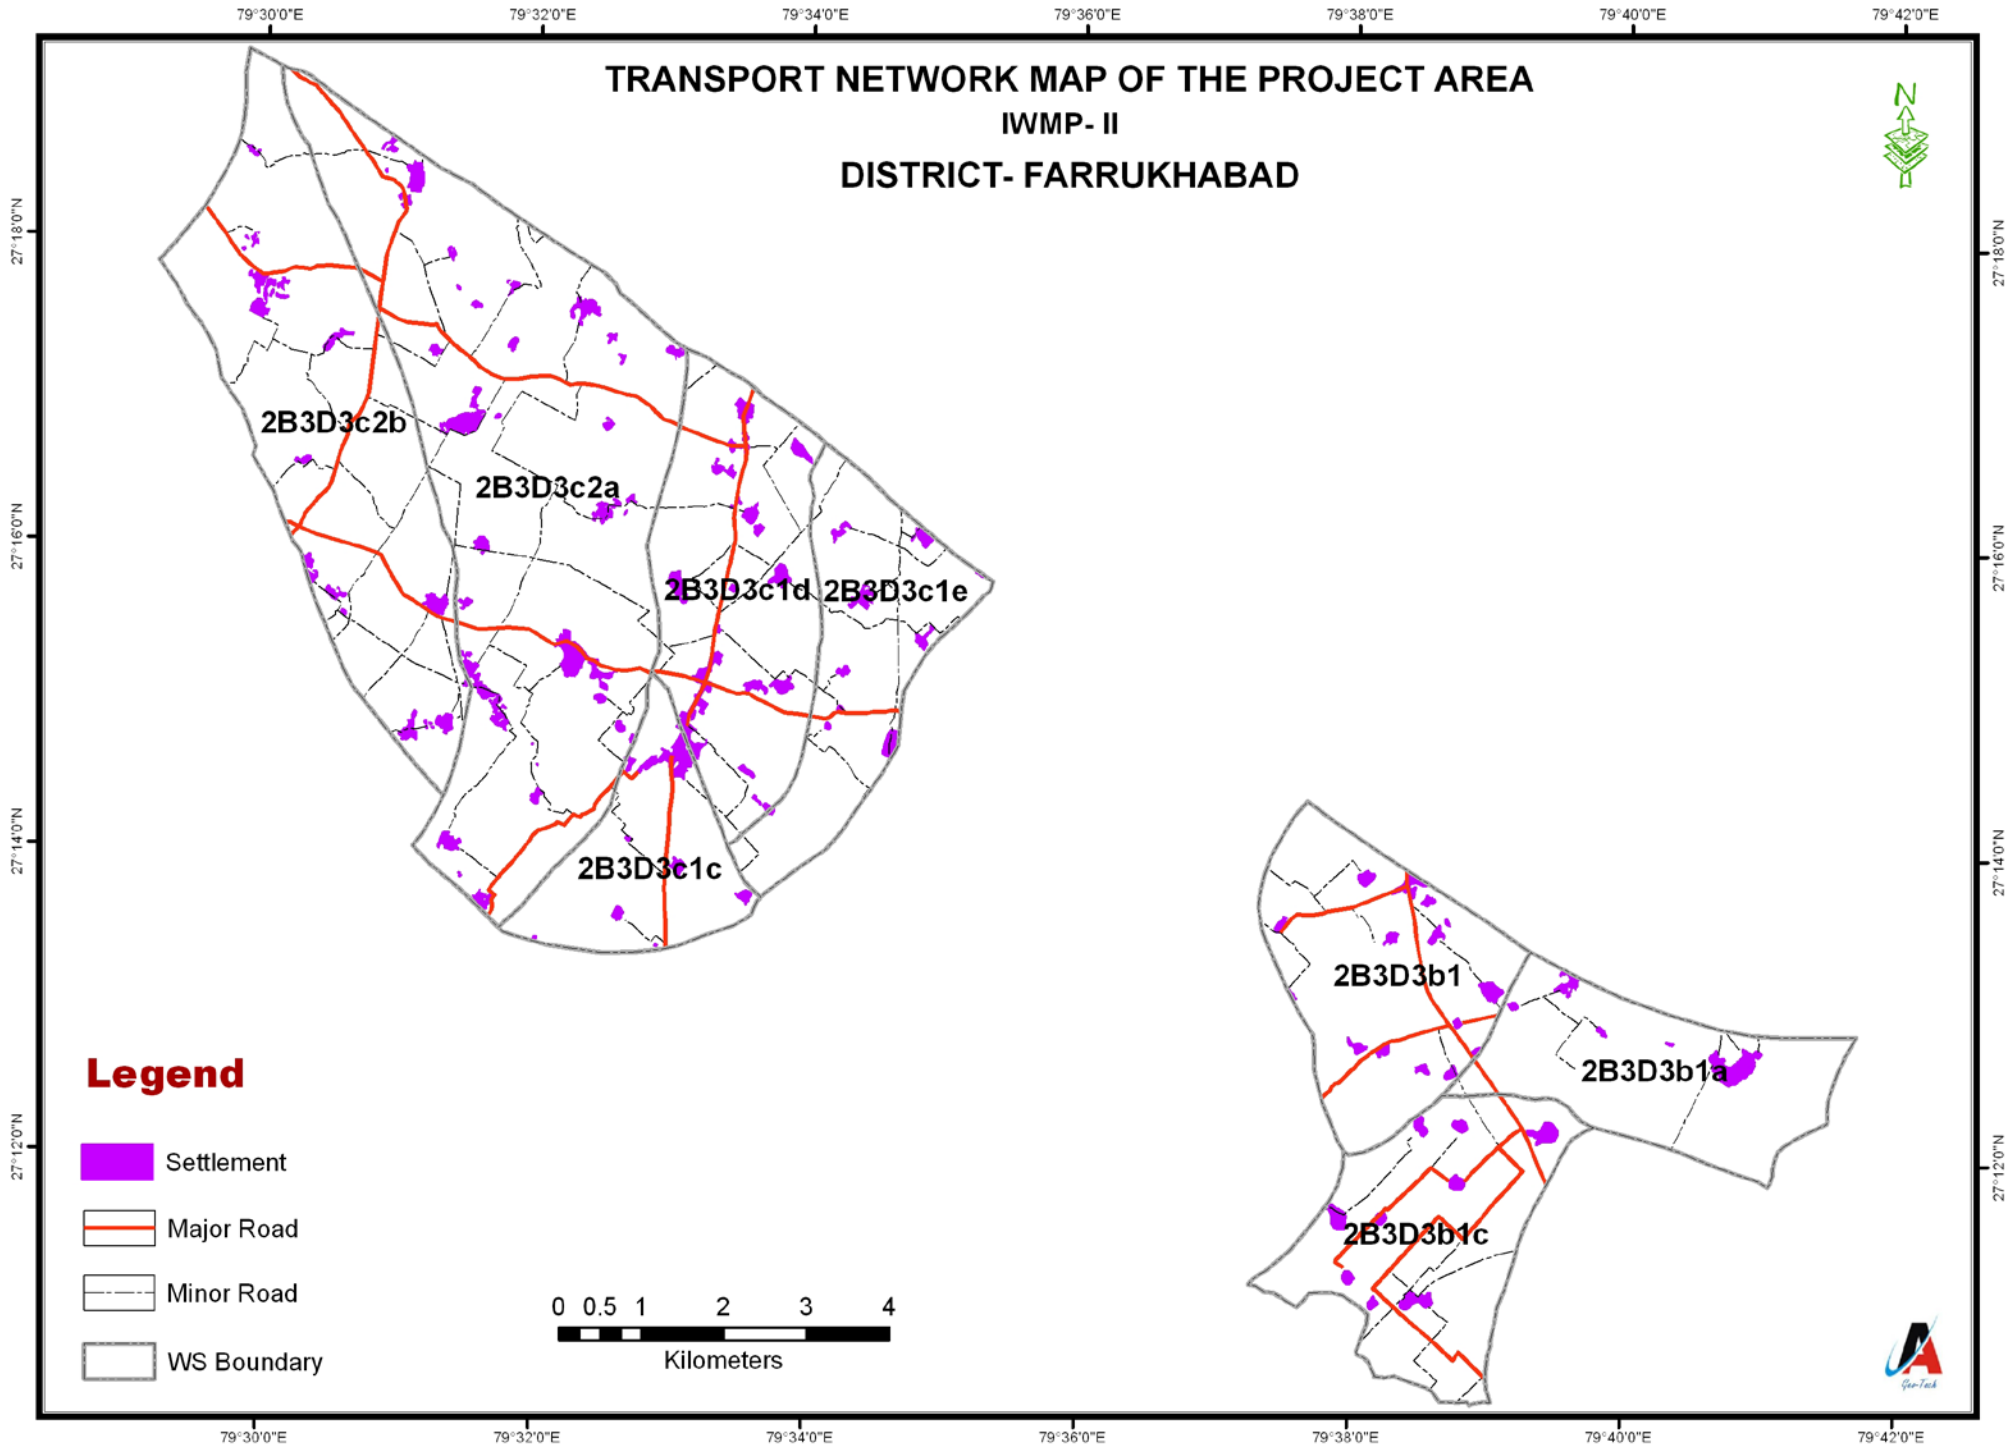 79°30'0"E 79°32'0"E 79°34'0"E 79°36'0"E 79°38'0"E 79°40'0"E 79°42'0"E
TRANSPORT NETWORK MAP OF THE PROJECT AREA
IWMP- II
DISTRICT- FARRUKHABAD
N
27°18'0"N
27°18'0"N
2B3D3c2b
2B3D3c2a
27°16'0"N
27°16'0"N
2B3D3c1d
2B3D3c1e
27°14'0"N
27°14'0"N
2B3D3c1c
2B3D3b1
2B3D3b1a
27°12'0"N
27°12'0"N
2B3D3b1c
Legend
Settlement
Major Road
Minor Road
WS Boundary
0 0.5 1 2 3 4
Kilometers
A
Geo-Tech
79°30'0"E 79°32'0"E 79°34'0"E 79°36'0"E 79°38'0"E 79°40'0"E 79°42'0"E